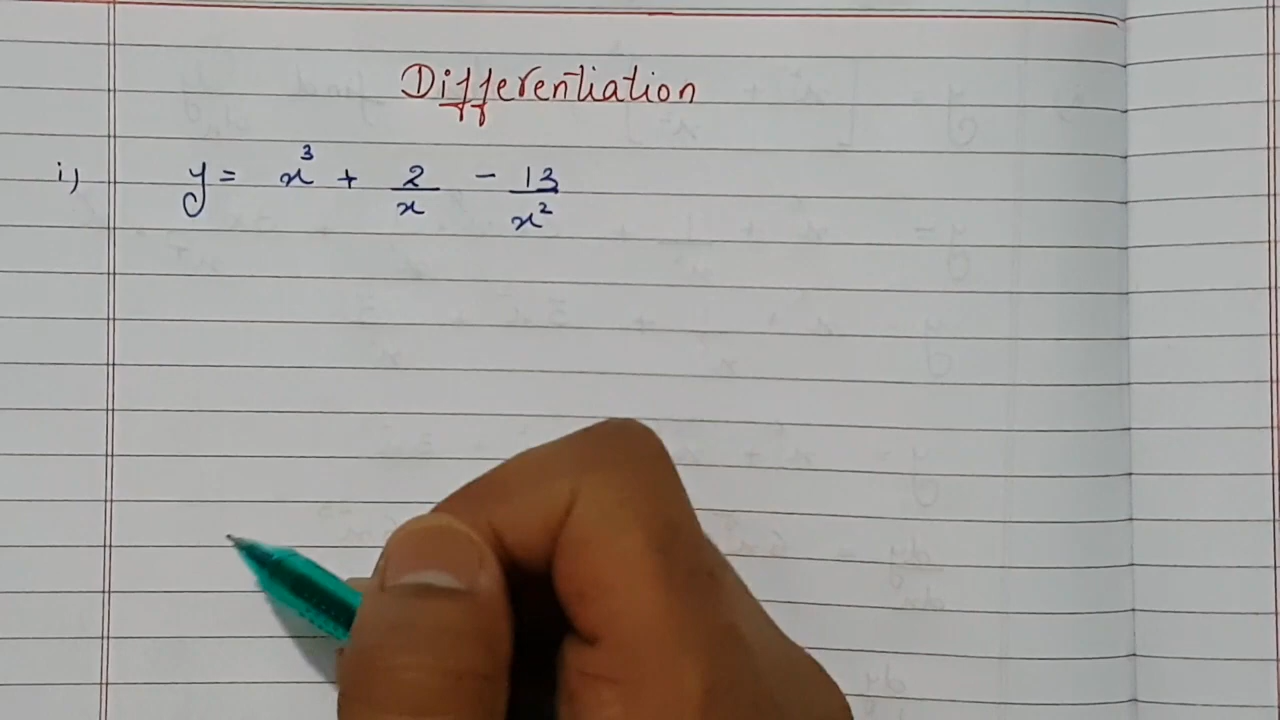 Differentiation
i) y = x³ + 2/x - 13/x²